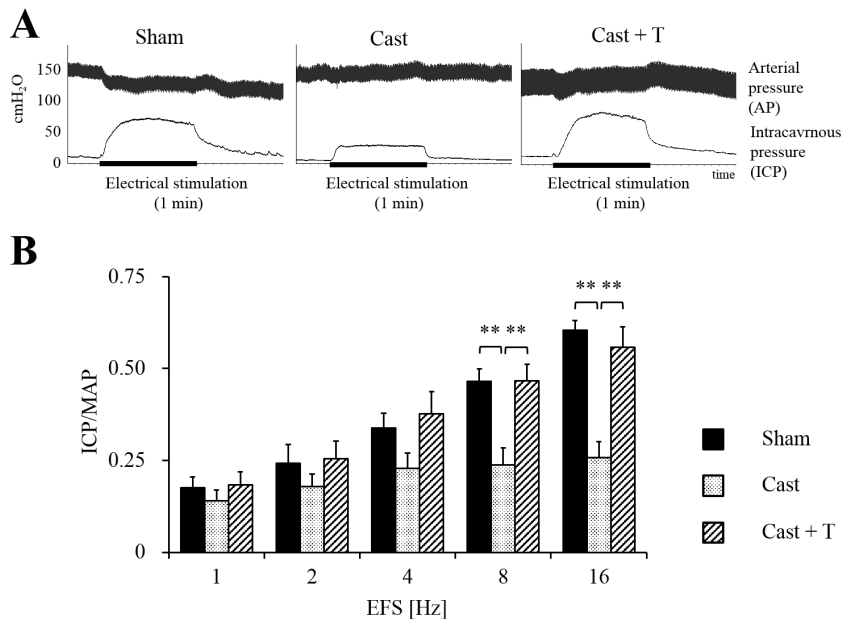 A
Sham
Cast
Cast + T
150
100
50
0
cmH₂O
Arterial
pressure
(AP)
Intracavrnous
pressure
(ICP)
time
Electrical stimulation
(1 min)
Electrical stimulation
(1 min)
Electrical stimulation
(1 min)
B
0.75
0.50
0.25
0
ICP/MAP
** **
** **
1 2 4 8 16
EFS [Hz]
Sham
Cast
Cast + T